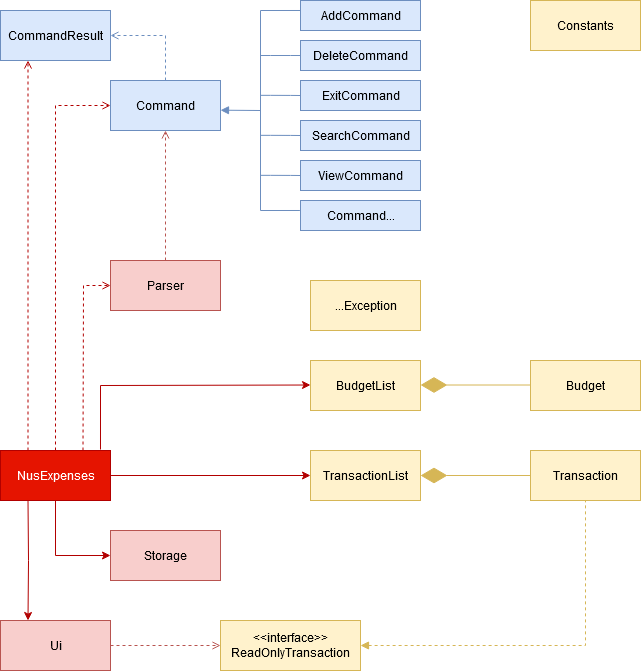 AddCommand
Constants
CommandResult
DeleteCommand
ExitCommand
Command
SearchCommand
ViewCommand
Command...
Parser
...Exception
BudgetList
Budget
NusExpenses
TransactionList
Transaction
Storage
Ui
<<interface>>
ReadOnlyTransaction